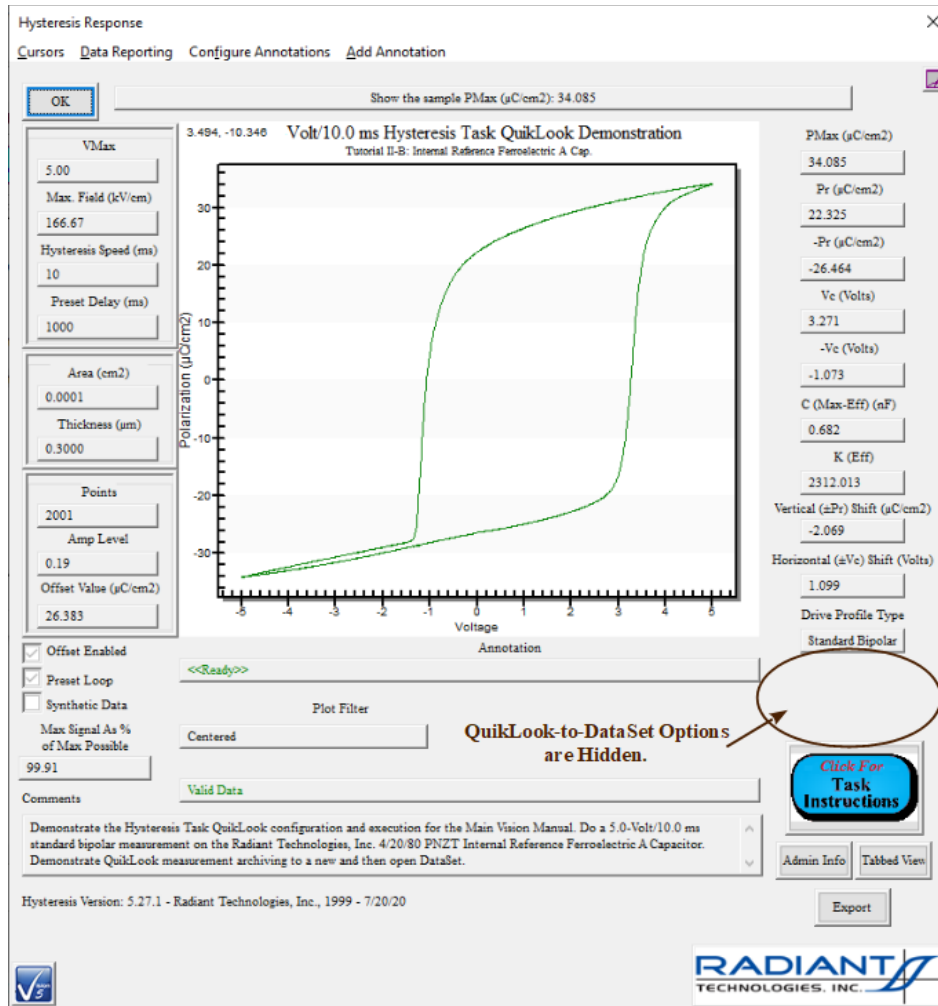 Hysteresis Response
Cursors Data Reporting Configure Annotations Add Annotation
OK
Show the sample PMax (µC/cm2): 34.085
VMax
5.00
Max. Field (kV/cm)
166.67
Hysteresis Speed (ms)
10
Preset Delay (ms)
1000
Area (cm2)
0.0001
Thickness (µm)
0.3000
Points
2001
Amp Level
0.19
Offset Value (µC/cm2)
26.383
Offset Enabled
Preset Loop
Synthetic Data
Max Signal As %
of Max Possible
99.91
3.494, -10.346
Volt/10.0 ms Hysteresis Task QuikLook Demonstration
Tutorial II-B: Internal Reference Ferroelectric A Cap.
Polarization (µC/cm2)
30
20
10
0
-10
-20
-30
-5 -4 -3 -2 -1 0 1 2 3 4 5
Voltage
PMax (µC/cm2)
34.085
Pr (µC/cm2)
22.325
-Pr (µC/cm2)
-26.464
Vc (Volts)
3.271
-Vc (Volts)
-1.073
C (Max-Eff) (nF)
0.682
K (Eff)
2312.013
Vertical (±Pr) Shift (µC/cm2)
-2.069
Horizontal (±Vc) Shift (Volts)
1.099
Drive Profile Type
Standard Bipolar
Annotation
<<Ready>>
Plot Filter
Centered
QuikLook-to-DataSet Options
are Hidden.
Valid Data
Click For
Task
Instructions
Comments
Demonstrate the Hysteresis Task QuikLook configuration and execution for the Main Vision Manual. Do a 5.0-Volt/10.0 ms
standard bipolar measurement on the Radiant Technologies, Inc. 4/20/80 PNZT Internal Reference Ferroelectric A Capacitor.
Demonstrate QuikLook measurement archiving to a new and then open DataSet.
Admin Info
Tabbed View
Hysteresis Version: 5.27.1 - Radiant Technologies, Inc., 1999 - 7/20/20
Export
RADIANT
TECHNOLOGIES, INC.